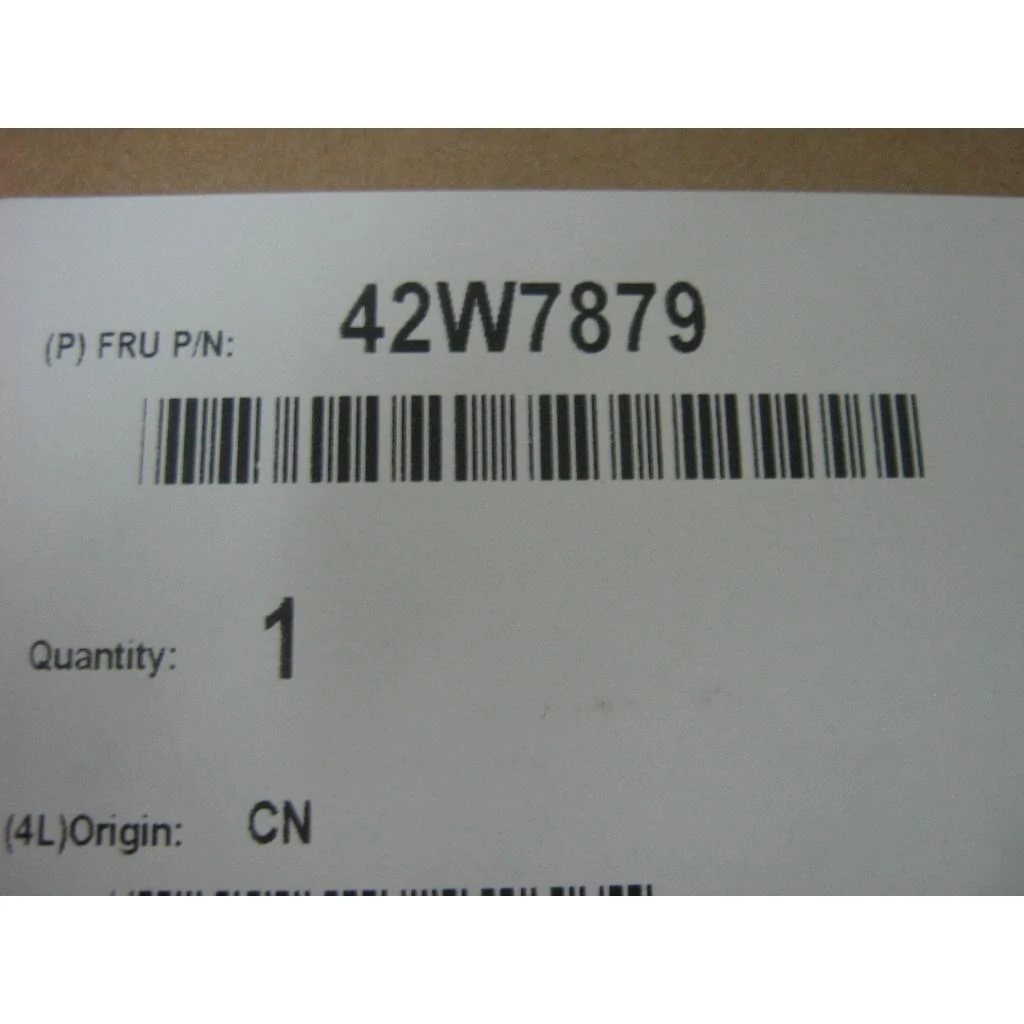 (P) FRU P/N: 42W7879
Quantity: 1
(4L)Origin: CN